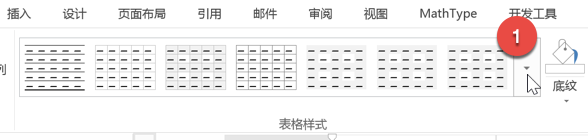 插入 设计 页面布局 引用 邮件 审阅 视图 MathType 开发工具
1
列
底纹
表格样式